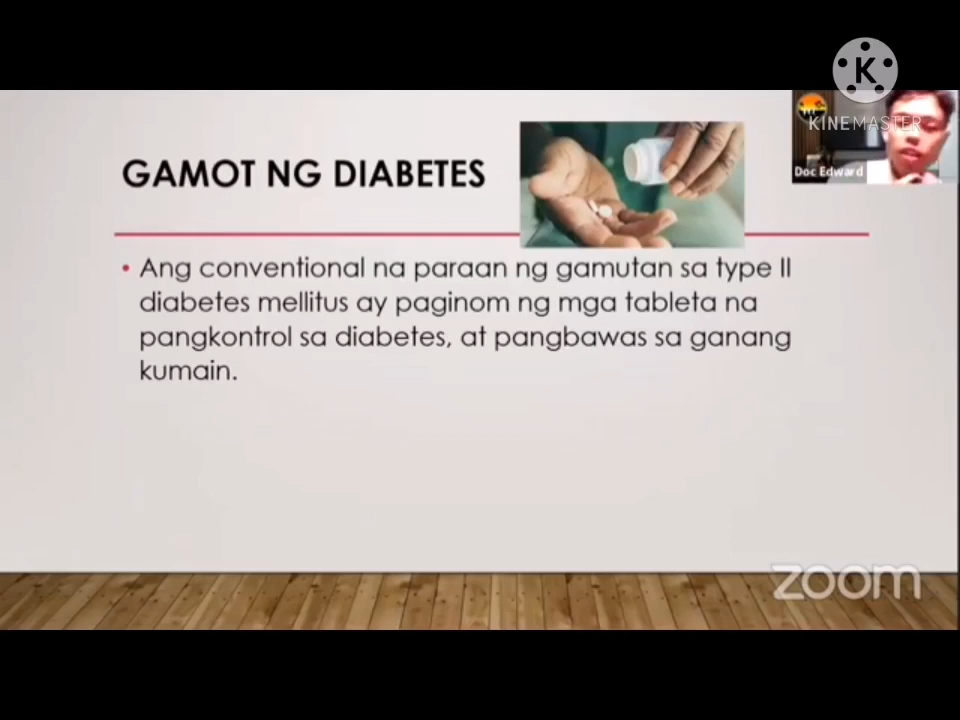 K
KINEMASTER
Doc Edward
GAMOT NG DIABETES
• Ang conventional na paraan ng gamutan sa type II
diabetes mellitus ay paginom ng mga tableta na
pangkontrol sa diabetes, at pangbawas sa ganang
kumain.
zoom